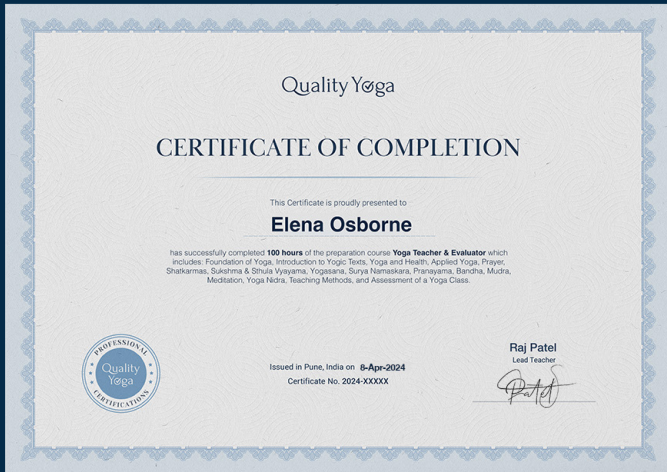 Quality Yoga
CERTIFICATE OF COMPLETION
This Certificate is proudly presented to
Elena Osborne
has successfully completed 100 hours of the preparation course Yoga Teacher & Evaluator which
includes: Foundation of Yoga, Introduction to Yogic Texts, Yoga and Health, Applied Yoga, Prayer,
Shatkarmas, Sukshma & Sthula Vyayama, Yogasana, Surya Namaskara, Pranayama, Bandha, Mudra,
Meditation, Yoga Nidra, Teaching Methods, and Assessment of a Yoga Class.
PROFESSIONAL
Quality
Yoga
CERTIFICATIONS
Issued in Pune, India on 8-Apr-2024
Certificate No. 2024-XXXXX
Raj Patel
Lead Teacher
Patel